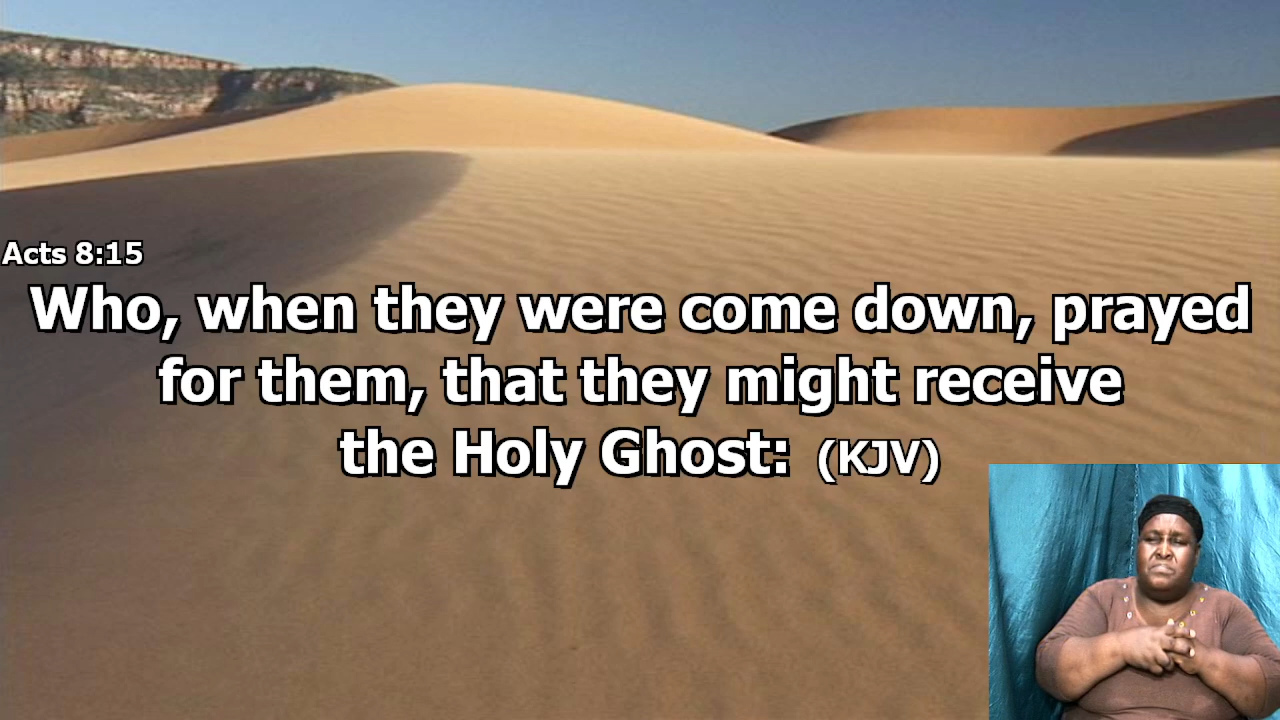 Acts 8:15
Who, when they were come down, prayed
for them, that they might receive
the Holy Ghost: (KJV)